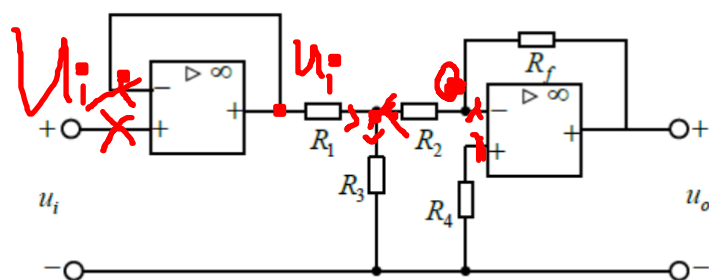 u_i
u_i
▷ ∞
−
+
+
R_1
R_2
R_3
R_4
R_f
0
▷ ∞
−
+
+
+
u_i
−
+
u_o
−